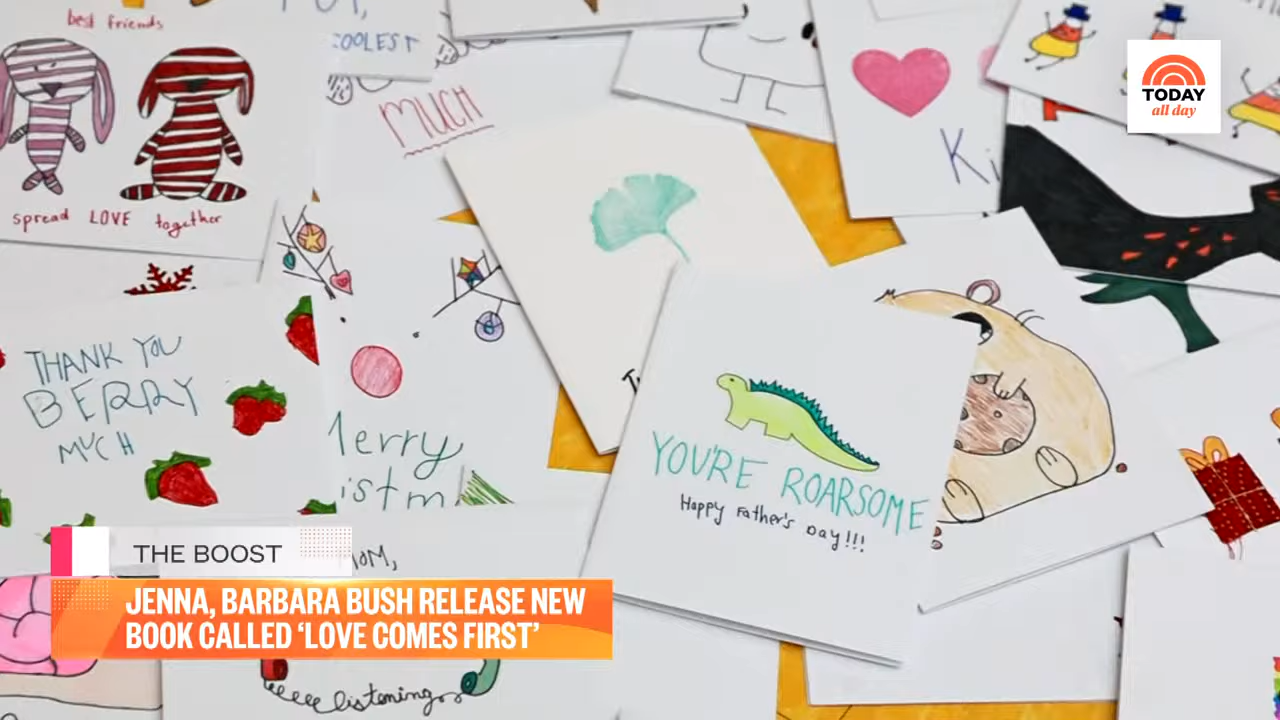 best friends
spread LOVE together
COOLEST
MUCH
Ki
TODAY
all day
THANK YOU
BERRY
MUCH
Merry
istm
YOU'RE ROARSOME
Happy Father's Day!!!
MOM,
THE BOOST
JENNA, BARBARA BUSH RELEASE NEW
BOOK CALLED ‘LOVE COMES FIRST’
listening